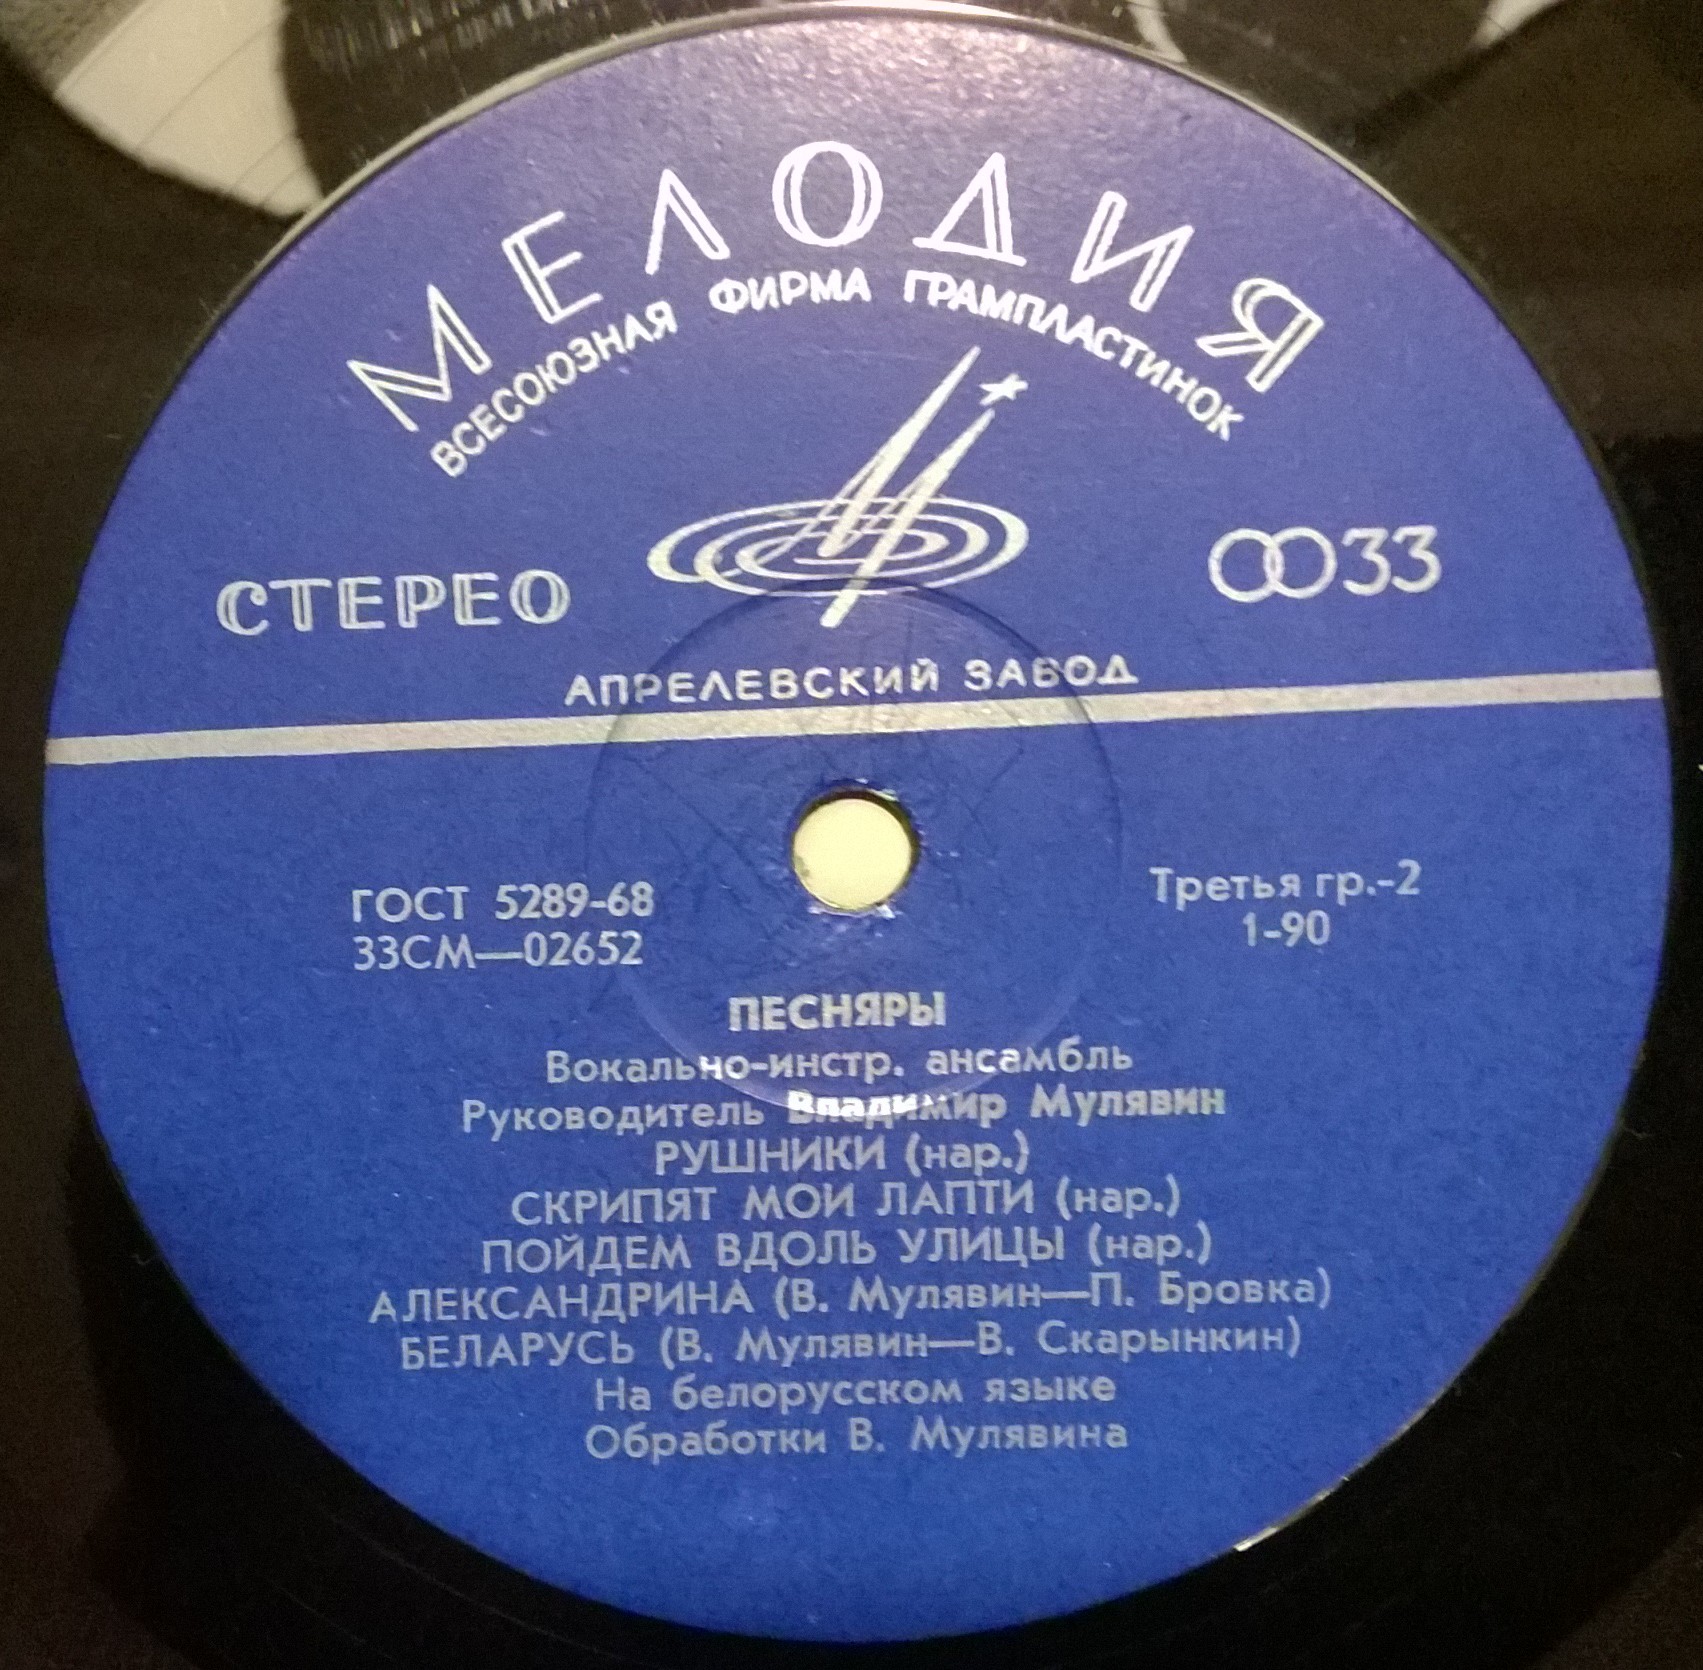 МЕЛОДИЯ
ВСЕСОЮЗНАЯ ФИРМА ГРАМПЛАСТИНОК
СТЕРЕО
33
АПРЕЛЕВСКИЙ ЗАВОД
ГОСТ 5289-68
33СМ—02652
Третья гр.-2
1-90
ПЕСНЯРЫ
Вокально-инстр. ансамбль
Руководитель Владимир Мулявин
РУШНИКИ (нар.)
СКРИПЯТ МОИ ЛАПТИ (нар.)
ПОЙДЕМ ВДОЛЬ УЛИЦЫ (нар.)
АЛЕКСАНДРИНА (В. Мулявин—П. Бровка)
БЕЛАРУСЬ (В. Мулявин—В. Скарынкин)
На белорусском языке
Обработки В. Мулявина